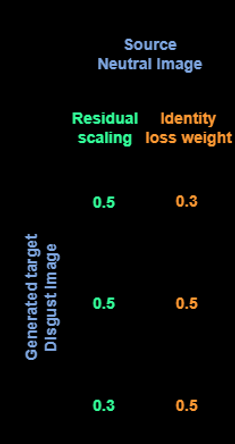 Source
Neutral Image
Residual scaling
Identity loss weight
0.5 0.3
0.5 0.5
0.3 0.5
Generated target
Disgust Image